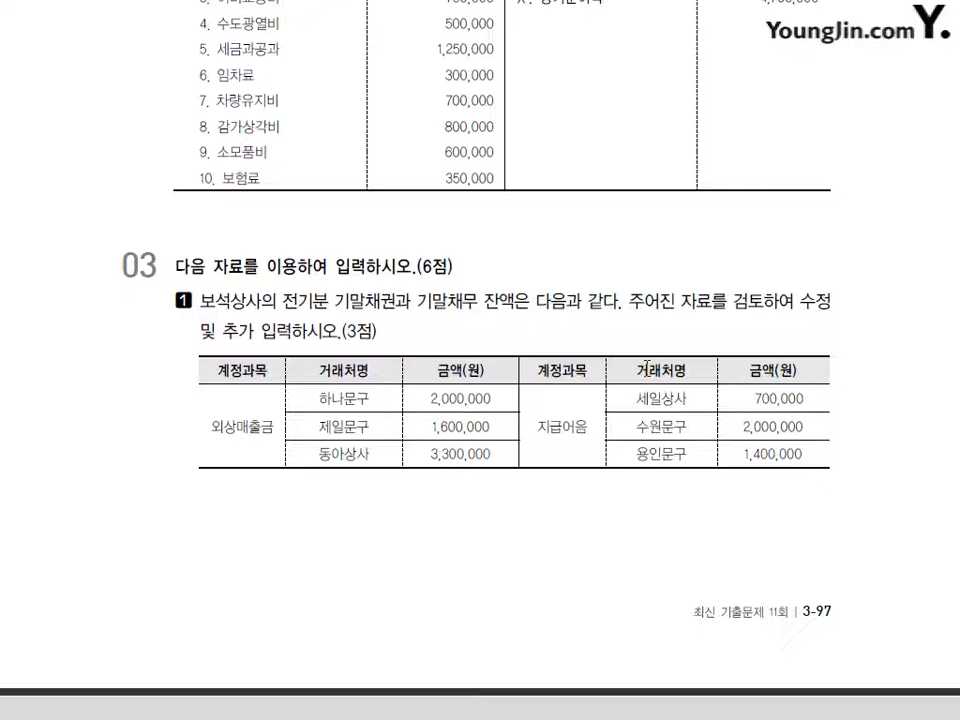 YoungJin.com Y.
4. 수도광열비 500,000
5. 세금과공과 1,250,000
6. 임차료 300,000
7. 차량유지비 700,000
8. 감가상각비 800,000
9. 소모품비 600,000
10. 보험료 350,000
03 다음 자료를 이용하여 입력하시오.(6점)
1 보석상사의 전기분 기말채권과 기말채무 잔액은 다음과 같다. 주어진 자료를 검토하여 수정
및 추가 입력하시오.(3점)
계정과목 거래처명 금액(원) 계정과목 거래처명 금액(원)
하나문구 2,000,000 세일상사 700,000
외상매출금 제일문구 1,600,000 지급어음 수원문구 2,000,000
동아상사 3,300,000 용인문구 1,400,000
최신 기출문제 11회 | 3-97